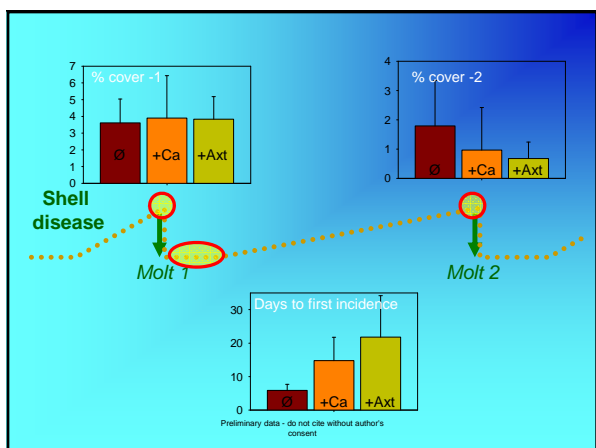 % cover -1
7
6
5
4
3
2
1
0
Ø +Ca +Axt
% cover -2
4
3
2
1
0
Ø +Ca +Axt
Shell
disease
Molt 1
Molt 2
Days to first incidence
30
20
10
0
Ø +Ca +Axt
Preliminary data - do not cite without author's
consent